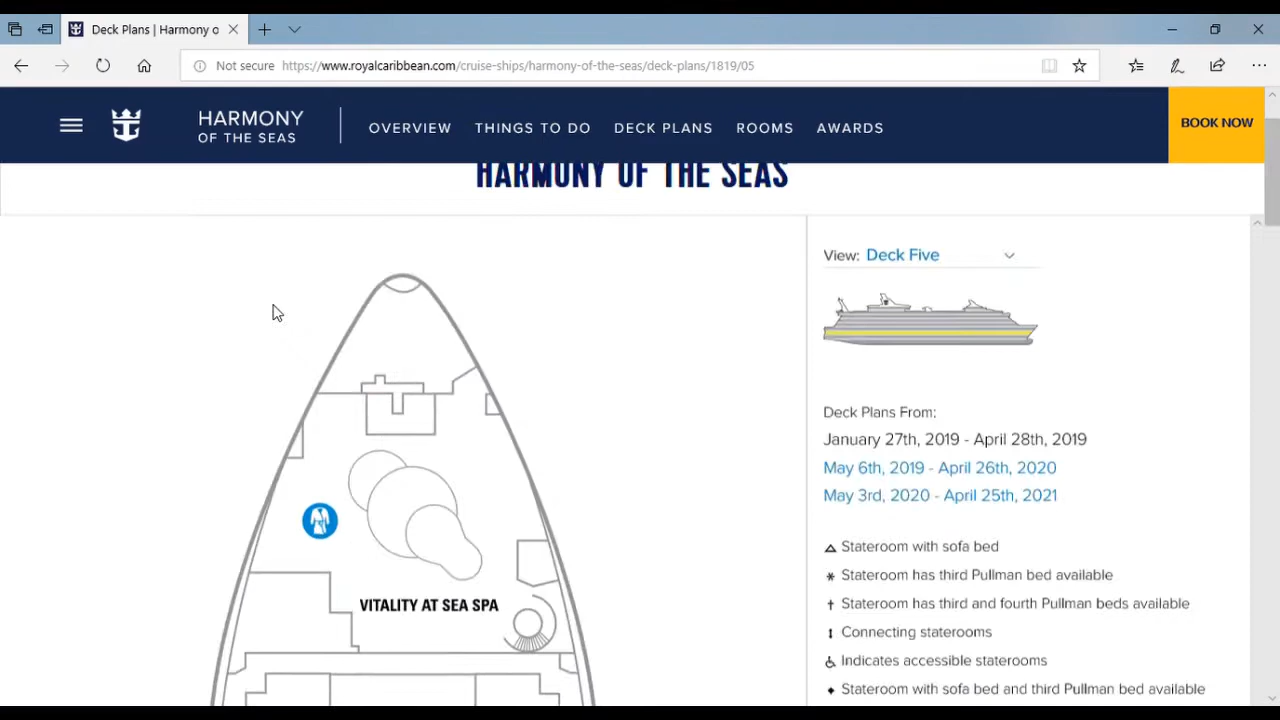 Deck Plans | Harmony o
Not secure https://www.royalcaribbean.com/cruise-ships/harmony-of-the-seas/deck-plans/1819/05
HARMONY
OF THE SEAS
OVERVIEW THINGS TO DO DECK PLANS ROOMS AWARDS
BOOK NOW
HARMONY OF THE SEAS
VITALITY AT SEA SPA
View: Deck Five
Deck Plans From:
January 27th, 2019 - April 28th, 2019
May 6th, 2019 - April 26th, 2020
May 3rd, 2020 - April 25th, 2021
Stateroom with sofa bed
Stateroom has third Pullman bed available
Stateroom has third and fourth Pullman beds available
Connecting staterooms
Indicates accessible staterooms
Stateroom with sofa bed and third Pullman bed available